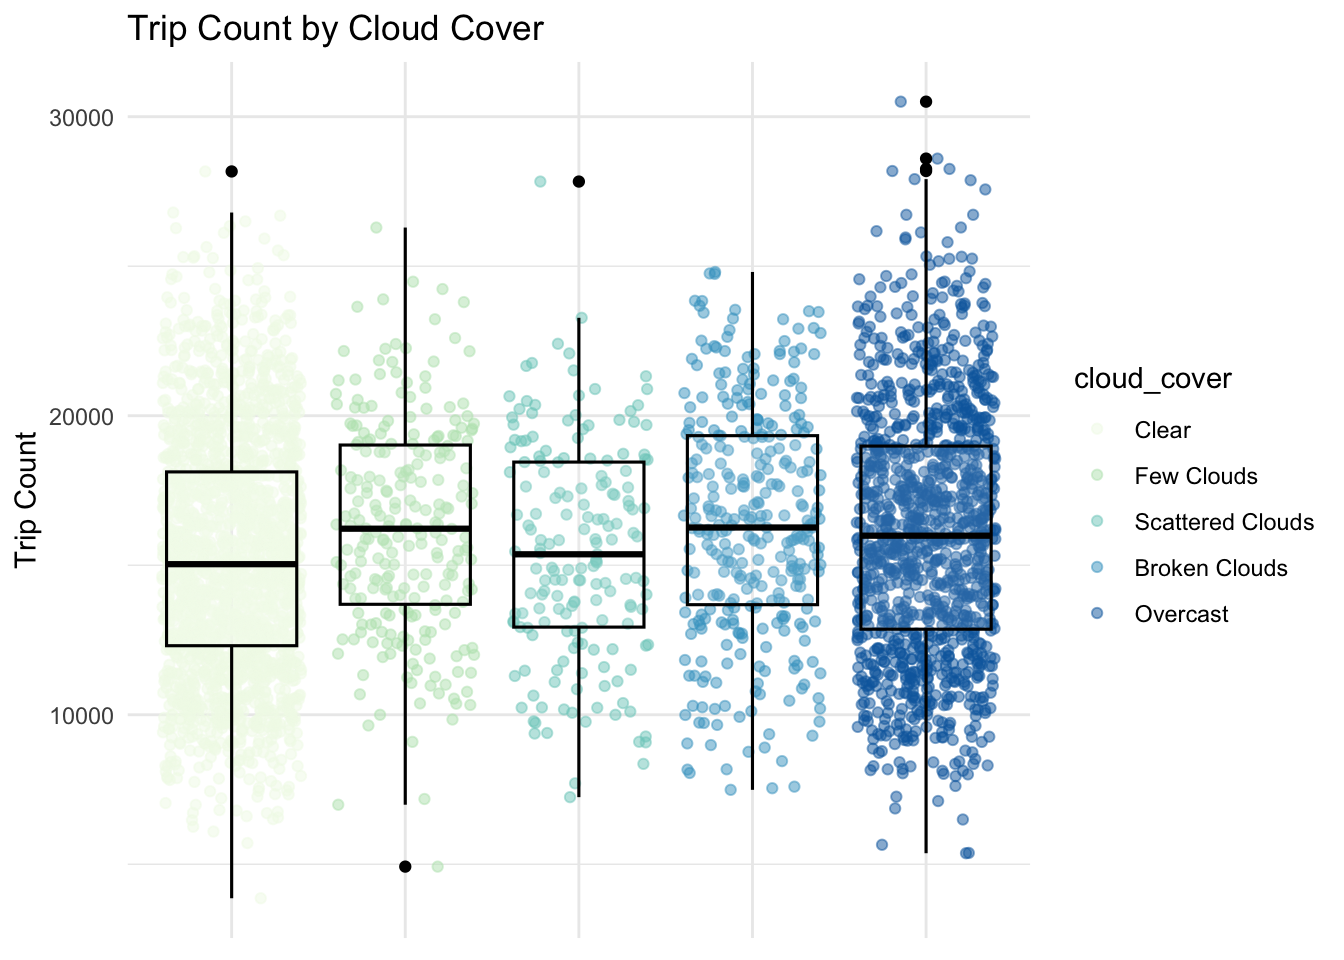 Trip Count by Cloud Cover
30000
20000
10000
Trip Count
cloud_cover
Clear
Few Clouds
Scattered Clouds
Broken Clouds
Overcast